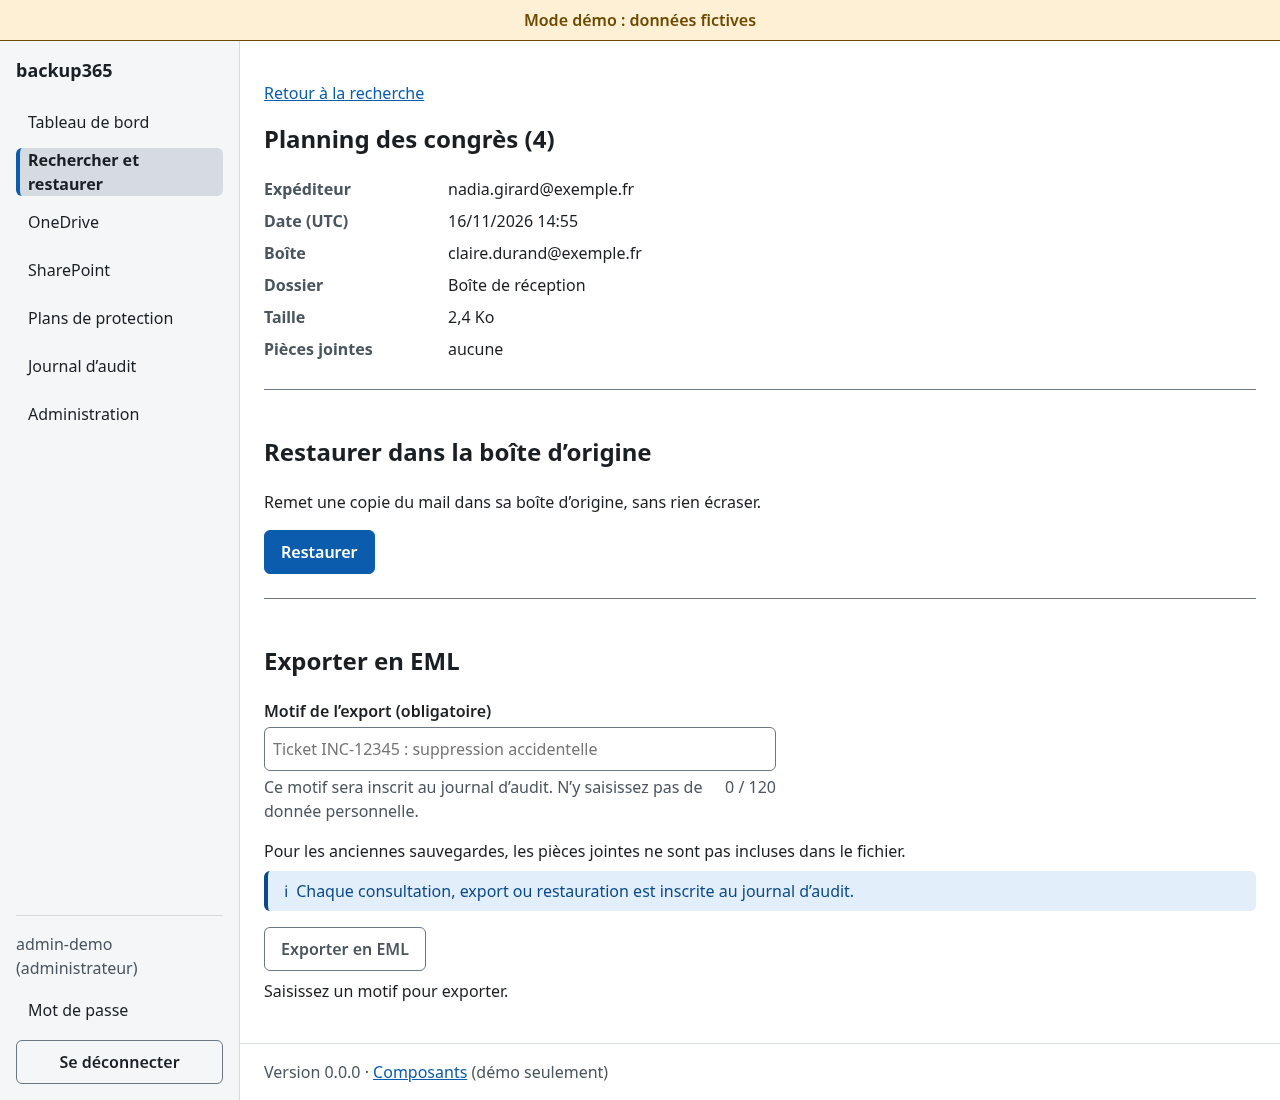 Mode démo : données fictives
backup365
Tableau de bord
Rechercher et
restaurer
OneDrive
SharePoint
Plans de protection
Journal d’audit
Administration
admin-demo
(administrateur)
Mot de passe
Se déconnecter
Retour à la recherche
Planning des congrès (4)
Expéditeur nadia.girard@exemple.fr
Date (UTC) 16/11/2026 14:55
Boîte claire.durand@exemple.fr
Dossier Boîte de réception
Taille 2,4 Ko
Pièces jointes aucune
Restaurer dans la boîte d’origine
Remet une copie du mail dans sa boîte d’origine, sans rien écraser.
Restaurer
Exporter en EML
Motif de l’export (obligatoire)
Ticket INC-12345 : suppression accidentelle
Ce motif sera inscrit au journal d’audit. N’y saisissez pas de 0 / 120
donnée personnelle.
Pour les anciennes sauvegardes, les pièces jointes ne sont pas incluses dans le fichier.
i Chaque consultation, export ou restauration est inscrite au journal d’audit.
Exporter en EML
Saisissez un motif pour exporter.
Version 0.0.0 · Composants (démo seulement)